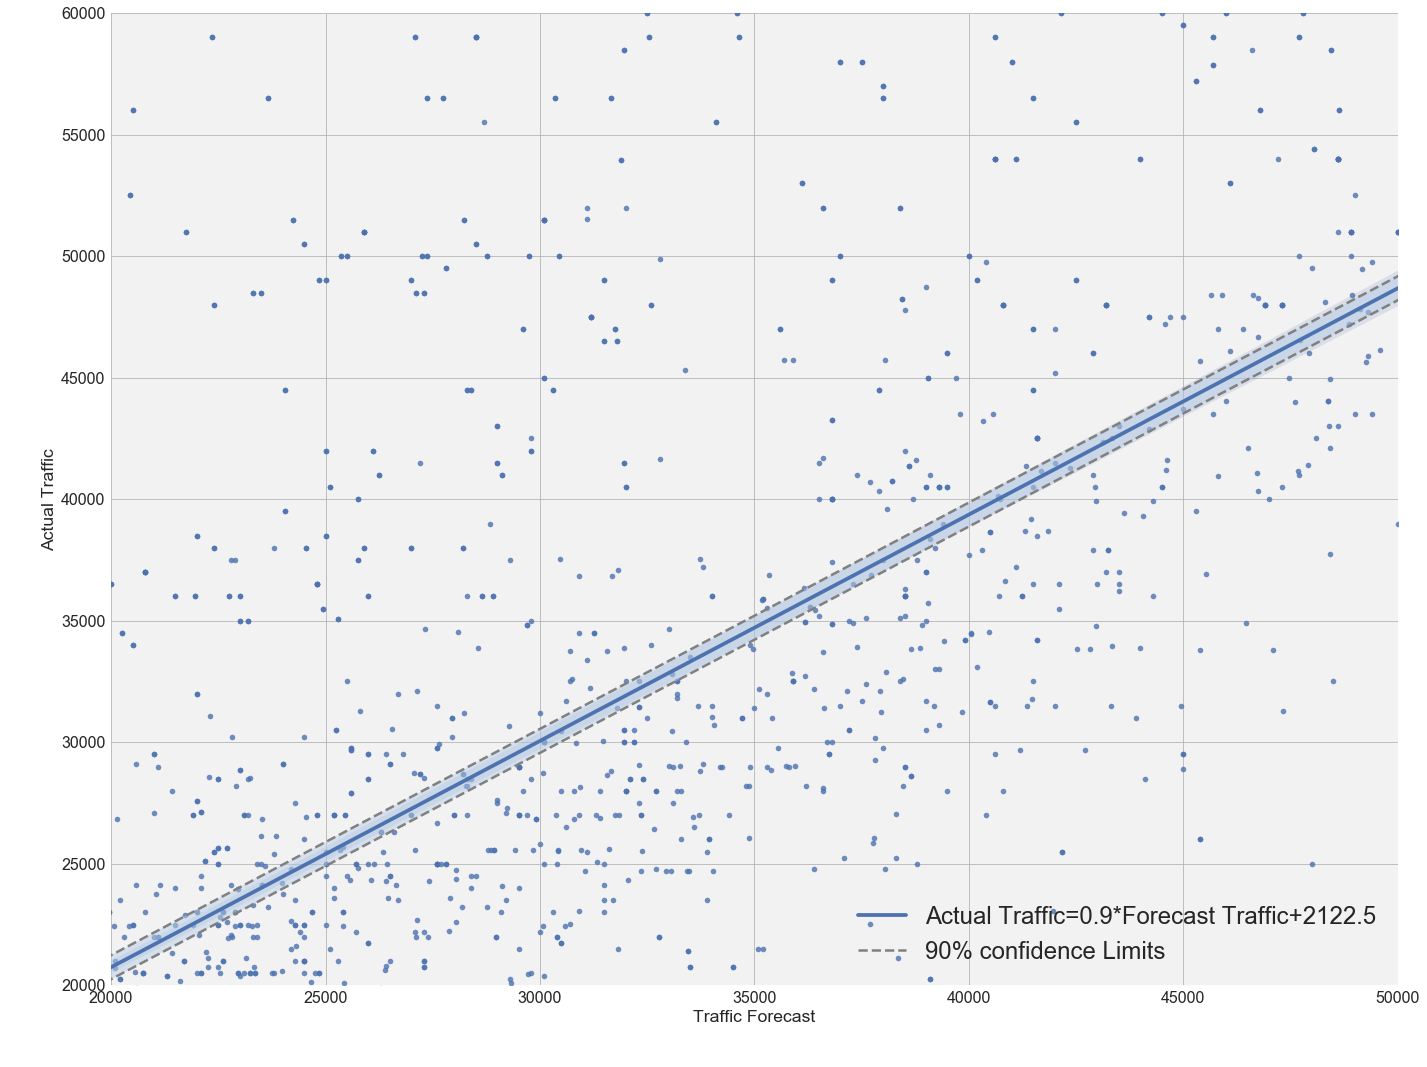 60000
55000
50000
45000
40000
35000
30000
25000
20000
Actual Traffic
Actual Traffic=0.9*Forecast Traffic+2122.5
90% confidence Limits
20000 25000 30000 35000 40000 45000 50000
Traffic Forecast